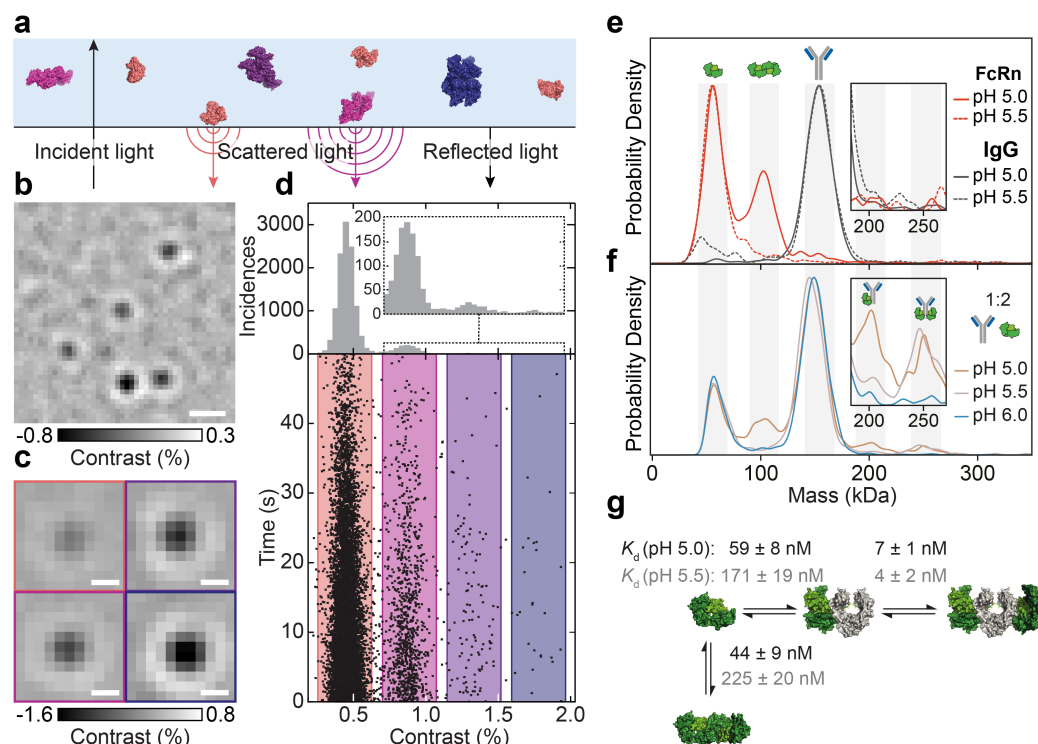 a
Incident light
Scattered light
Reflected light
b
-0.8
0.3
Contrast (%)
c
-1.6
0.8
Contrast (%)
d
Incidences
3000
2000
1000
0
200
150
100
50
0
Time (s)
40
30
20
10
0
0.5
1.0
1.5
2.0
Contrast (%)
e
Probability Density
FcRn
pH 5.0
pH 5.5
IgG
pH 5.0
pH 5.5
200
250
f
Probability Density
1:2
pH 5.0
pH 5.5
pH 6.0
200
250
0
100
200
300
Mass (kDa)
g
Kd (pH 5.0): 59 ± 8 nM 7 ± 1 nM
Kd (pH 5.5): 171 ± 19 nM 4 ± 2 nM
44 ± 9 nM
225 ± 20 nM